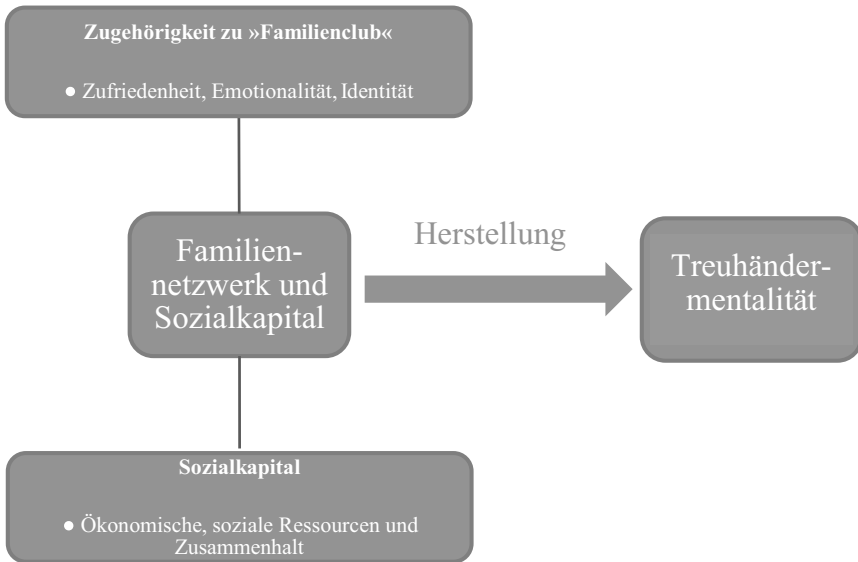 Zugehörigkeit zu »Familienclub«
● Zufriedenheit, Emotionalität, Identität
Familien-
netzwerk und
Sozialkapital
Herstellung
Treuhänder-
mentalität
Sozialkapital
● Ökonomische, soziale Ressourcen und
Zusammenhalt